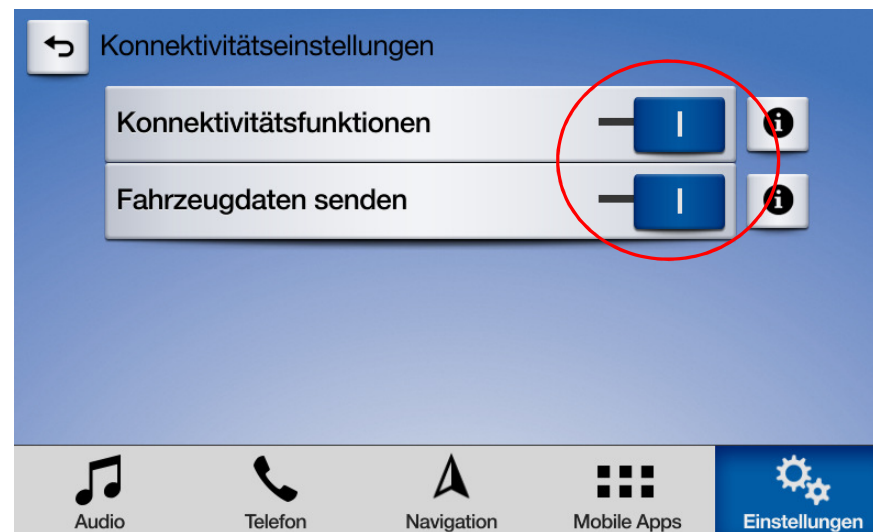 Konnektivitätseinstellungen
Konnektivitätsfunktionen
Fahrzeugdaten senden
Audio
Telefon
Navigation
Mobile Apps
Einstellungen